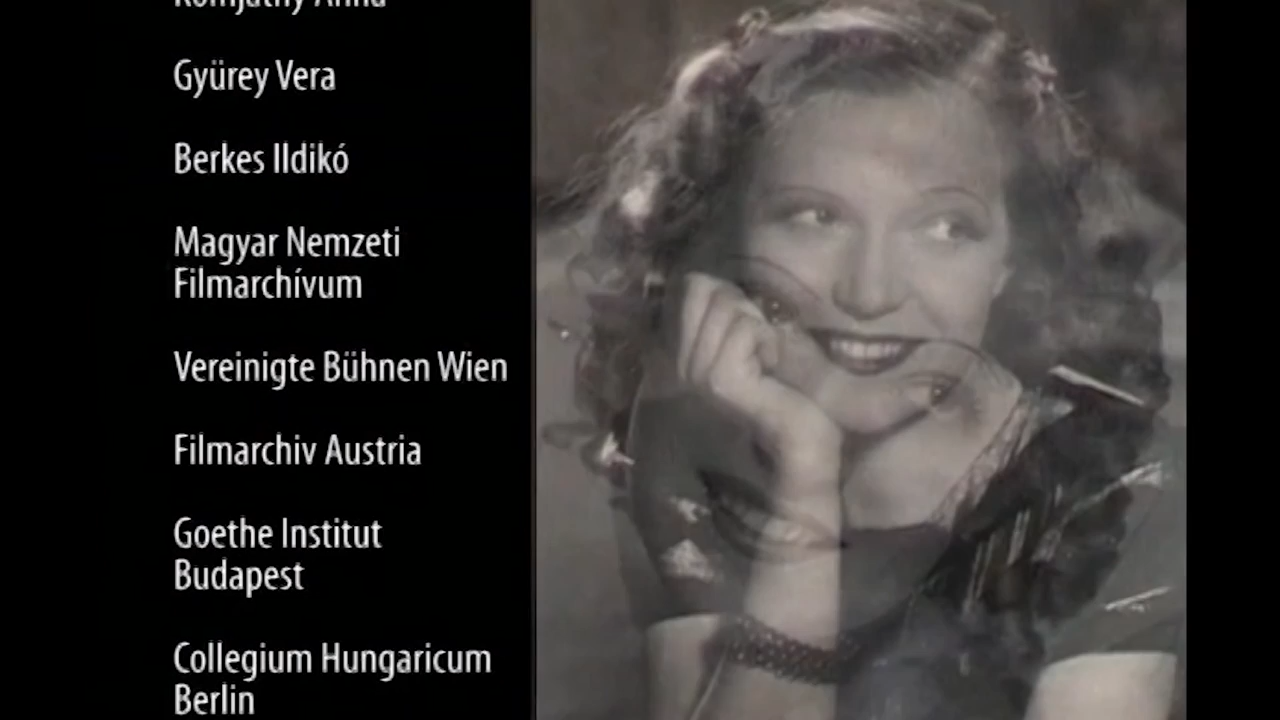 Gyürey Vera
Berkes Ildikó
Magyar Nemzeti
Filmarchívum
Vereinigte Bühnen Wien
Filmarchiv Austria
Goethe Institut
Budapest
Collegium Hungaricum
Berlin